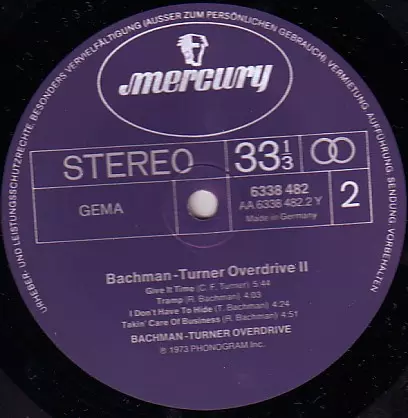 URHEBER- UND LEISTUNGSSCHUTZRECHTE, BESONDERS VERVIELFÄLTIGUNG (AUSSER ZUM PERSÖNLICHEN GEBRAUCH), VERMIETUNG, AUFFÜHRUNG, SENDUNG, VORBEHALTEN
mercury
STEREO 33 1/3
GEMA
6338 482
AA 6338 482.2 Y
Made in Germany
2
Bachman-Turner Overdrive II
Give It Time (C. F. Turner) 5:44
Tramp (R. Bachman) 4:03
I Don't Have To Hide (T. Bachman) 4:24
Takin' Care Of Business (R. Bachman) 4:51
BACHMAN-TURNER OVERDRIVE
℗ 1973 PHONOGRAM Inc.